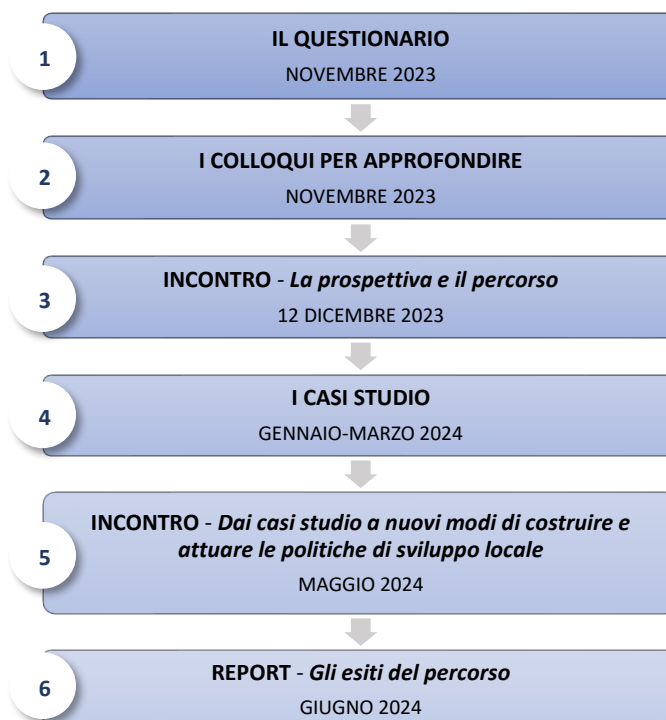 1
IL QUESTIONARIO
NOVEMBRE 2023
2
I COLLOQUI PER APPROFONDIRE
NOVEMBRE 2023
3
INCONTRO - La prospettiva e il percorso
12 DICEMBRE 2023
4
I CASI STUDIO
GENNAIO-MARZO 2024
5
INCONTRO - Dai casi studio a nuovi modi di costruire e
attuare le politiche di sviluppo locale
MAGGIO 2024
6
REPORT - Gli esiti del percorso
GIUGNO 2024